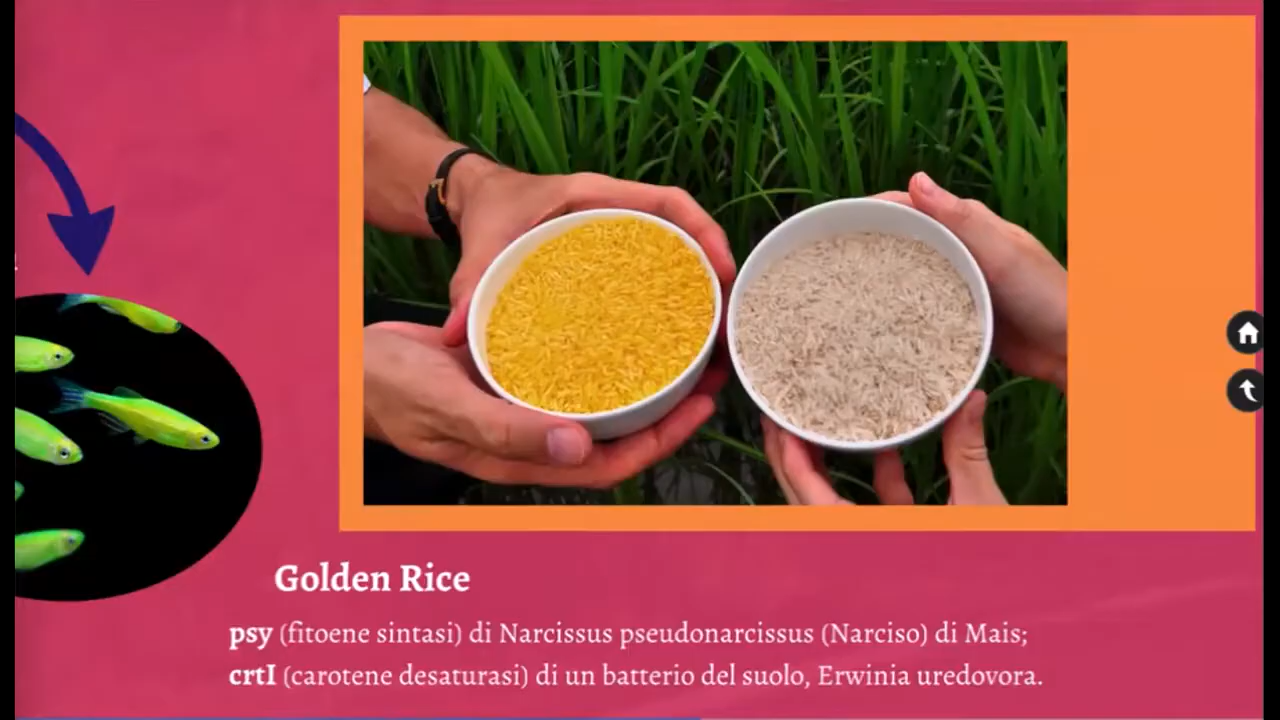 Golden Rice
psy (fitoene sintasi) di Narcissus pseudonarcissus (Narciso) di Mais;
crtI (carotene desaturasi) di un batterio del suolo, Erwinia uredovora.